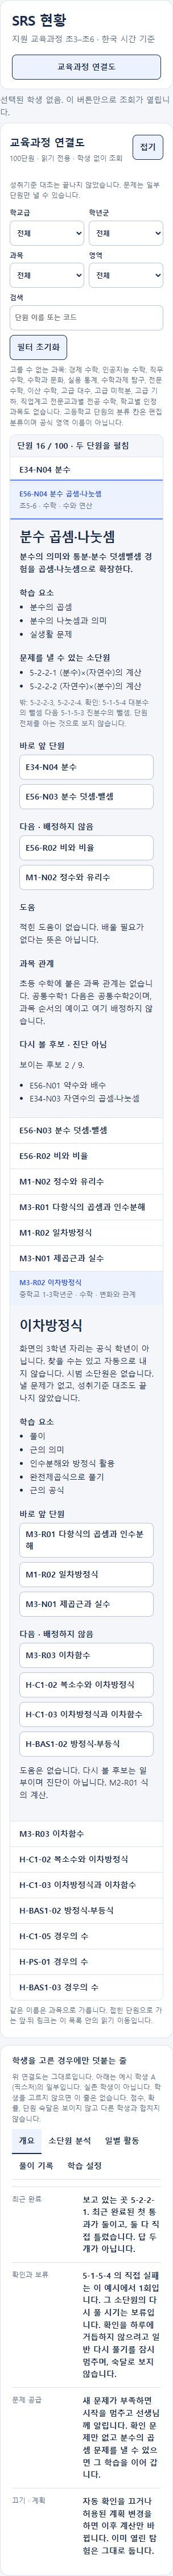 SRS 현황
지원 교육과정 초3–초6 · 한국 시간 기준
교육과정 연결도
선택된 학생 없음. 이 버튼만으로 조회가 열립니
다.
교육과정 연결도
접기
100단원 · 읽기 전용 · 학생 없이 조회
성취기준 대조는 끝나지 않았습니다. 문제는 일부
단원만 낼 수 있습니다.
학교급
학년군
전체
전체
과목
영역
전체
전체
검색
단원 이름 또는 코드
필터 초기화
고를 수 없는 과목: 경제 수학, 인공지능 수학, 직무
수학, 수학과 문화, 실용 통계, 수학과제 탐구, 전문
수학, 이산 수학, 고급 대수, 고급 미적분, 고급 기
하, 직업계고 전문교과별 전공 수학, 학교별 인정
과목도 없습니다. 고등학교 단원의 분류 칸은 편집
분류이며 공식 영역 이름이 아닙니다.
단원 16 / 100 · 두 단원을 펼침
E34-N04 분수
E56-N04 분수 곱셈·나눗셈
초5-6 · 수학 · 수와 연산
분수 곱셈·나눗셈
분수의 의미와 통분·분수 덧셈뺄셈 경
험을 곱셈·나눗셈으로 확장한다.
학습 요소
• 분수의 곱셈
• 분수의 나눗셈과 의미
• 실생활 문제
문제를 낼 수 있는 소단원
• 5-2-2-1 (분수)×(자연수)의 계산
• 5-2-2-2 (자연수)×(분수)의 계산
밖: 5-2-2-3, 5-2-2-4. 확인: 5-1-5-4 대분수
의 뺄셈 다음 5-1-5-3 진분수의 뺄셈. 단원
전체를 아는 것으로 보지 않습니다.
바로 앞 단원
E34-N04 분수
E56-N03 분수 덧셈·뺄셈
다음 · 배정하지 않음
E56-R02 비와 비율
M1-N02 정수와 유리수
도움
적힌 도움이 없습니다. 배울 필요가
없다는 뜻은 아닙니다.
과목 관계
초등 수학에 붙은 과목 관계는 없습니
다. 공통수학1 다음은 공통수학2이며,
과목 순서의 예이고 여기 배정하지 않
습니다.
다시 볼 후보 · 진단 아님
보이는 후보 2 / 9.
• E56-N01 약수와 배수
• E34-N03 자연수의 곱셈·나눗셈
E56-N03 분수 덧셈·뺄셈
E56-R02 비와 비율
M1-N02 정수와 유리수
M3-R01 다항식의 곱셈과 인수분해
M1-R02 일차방정식
M3-N01 제곱근과 실수
M3-R02 이차방정식
중학교 1-3학년군 · 수학 · 변화와 관계
이차방정식
화면의 3학년 자리는 공식 학년이 아
닙니다. 찾을 수는 있고 자동으로 내
지 않습니다. 시범 소단원은 없습니다.
낼 문제가 없고, 성취기준 대조도 끝
나지 않았습니다.
학습 요소
• 풀이
• 근의 의미
• 인수분해와 방정식 활용
• 완전제곱식으로 풀기
• 근의 공식
바로 앞 단원
M3-R01 다항식의 곱셈과 인수분
해
M1-R02 일차방정식
M3-N01 제곱근과 실수
다음 · 배정하지 않음
M3-R03 이차함수
H-C1-02 복소수와 이차방정식
H-C1-03 이차방정식과 이차함수
H-BAS1-02 방정식·부등식
도움은 없습니다. 다시 볼 후보는 일
부이며 진단이 아닙니다. M2-R01 식
의 계산.
M3-R03 이차함수
H-C1-02 복소수와 이차방정식
H-C1-03 이차방정식과 이차함수
H-BAS1-02 방정식·부등식
H-C1-05 경우의 수
H-PS-01 경우의 수
H-BAS1-03 경우의 수
같은 이름은 과목으로 가릅니다. 접힌 단원으로 가
는 앞·뒤 링크는 이 목록 안의 읽기 이동입니다.
학생을 고른 경우에만 덧붙는 줄
위 연결도는 그대로입니다. 아래는 예시 학생 A
(픽스처)의 일부입니다. 실존 학생이 아닙니다. 학
생을 고르지 않으면 이 줄은 없습니다. 점수, 확
률, 단원 숙달은 보이지 않고 다른 학생과 합치지
않습니다.
개요
소단원 분석
일별 활동
풀이 기록
학습 설정
최근 완료
보고 있는 곳 5-2-2-
1. 최근 완료된 첫 통
과가 둘이고, 둘 다 직
접 틀렸습니다. 답 두
개가 아닙니다.
확인과 보류
5-1-5-4의 직접 실패
는 이 예시에서 1회입
니다. 그 소단원의 다
시 풀 시기는 보류입
니다. 확인을 하루에
거듭하지 않으려고 일
반 다시 풀기를 잠시
멈추며, 숙달로 보지
않습니다.
문제 공급
새 문제가 부족하면
시작을 멈추고 선생님
께 알립니다. 확인 문
제만 없고 분수의 곱
셈 문제를 낼 수 있으
면 그 학습을 이어 갑
니다.
끄기 · 계획
자동 확인을 끄거나
허용된 계획 변경을
하면 이후 계산만 바
뀝니다. 이미 열린 탐
험은 그대로 둡니다.